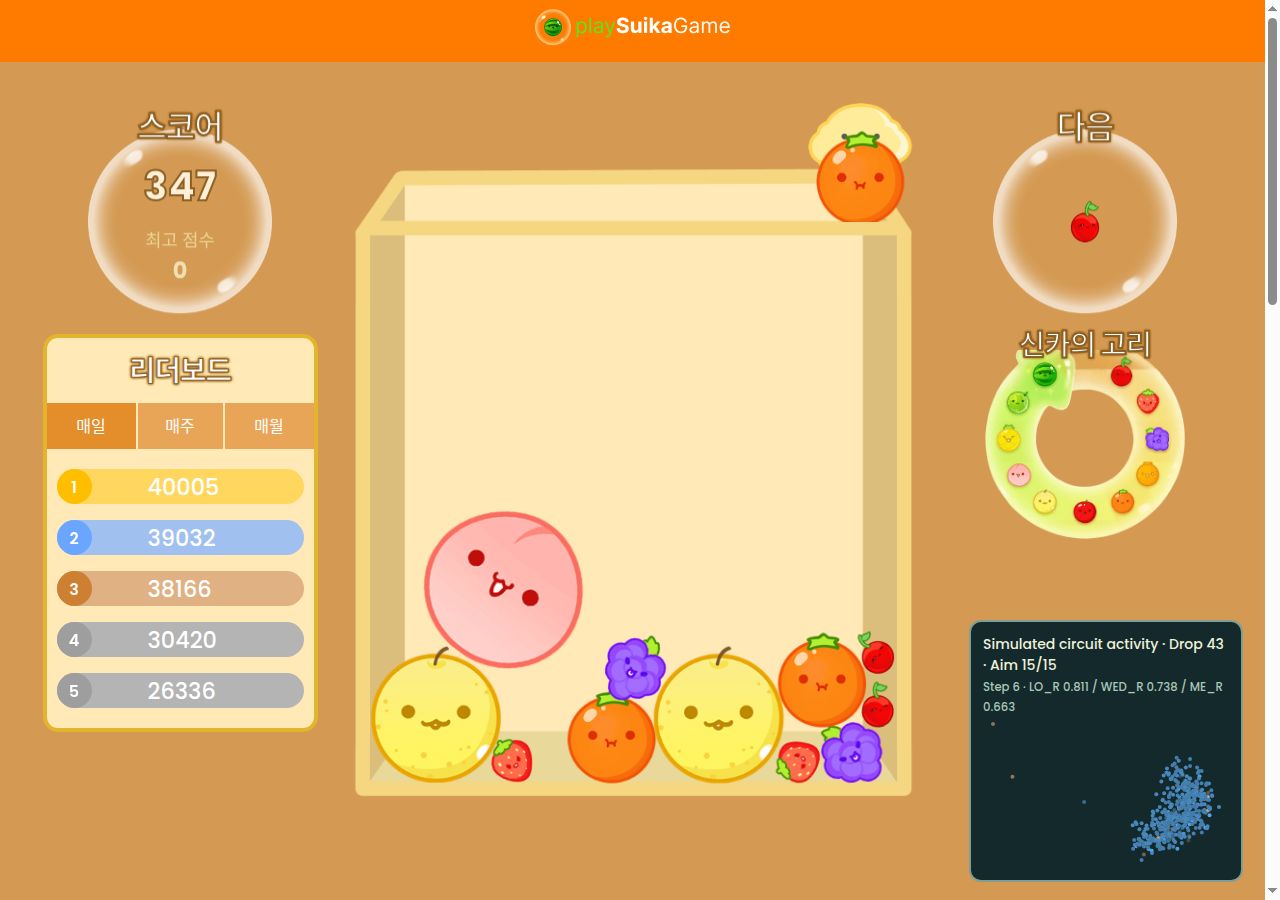 playSuikaGame
스코어
347
최고 점수
0
리더보드
매일 매주 매월
1 40005
2 39032
3 38166
4 30420
5 26336
다음
신카의 고리
Simulated circuit activity · Drop 43
· Aim 15/15
Step 6 · LO_R 0.811 / WED_R 0.738 / ME_R
0.663